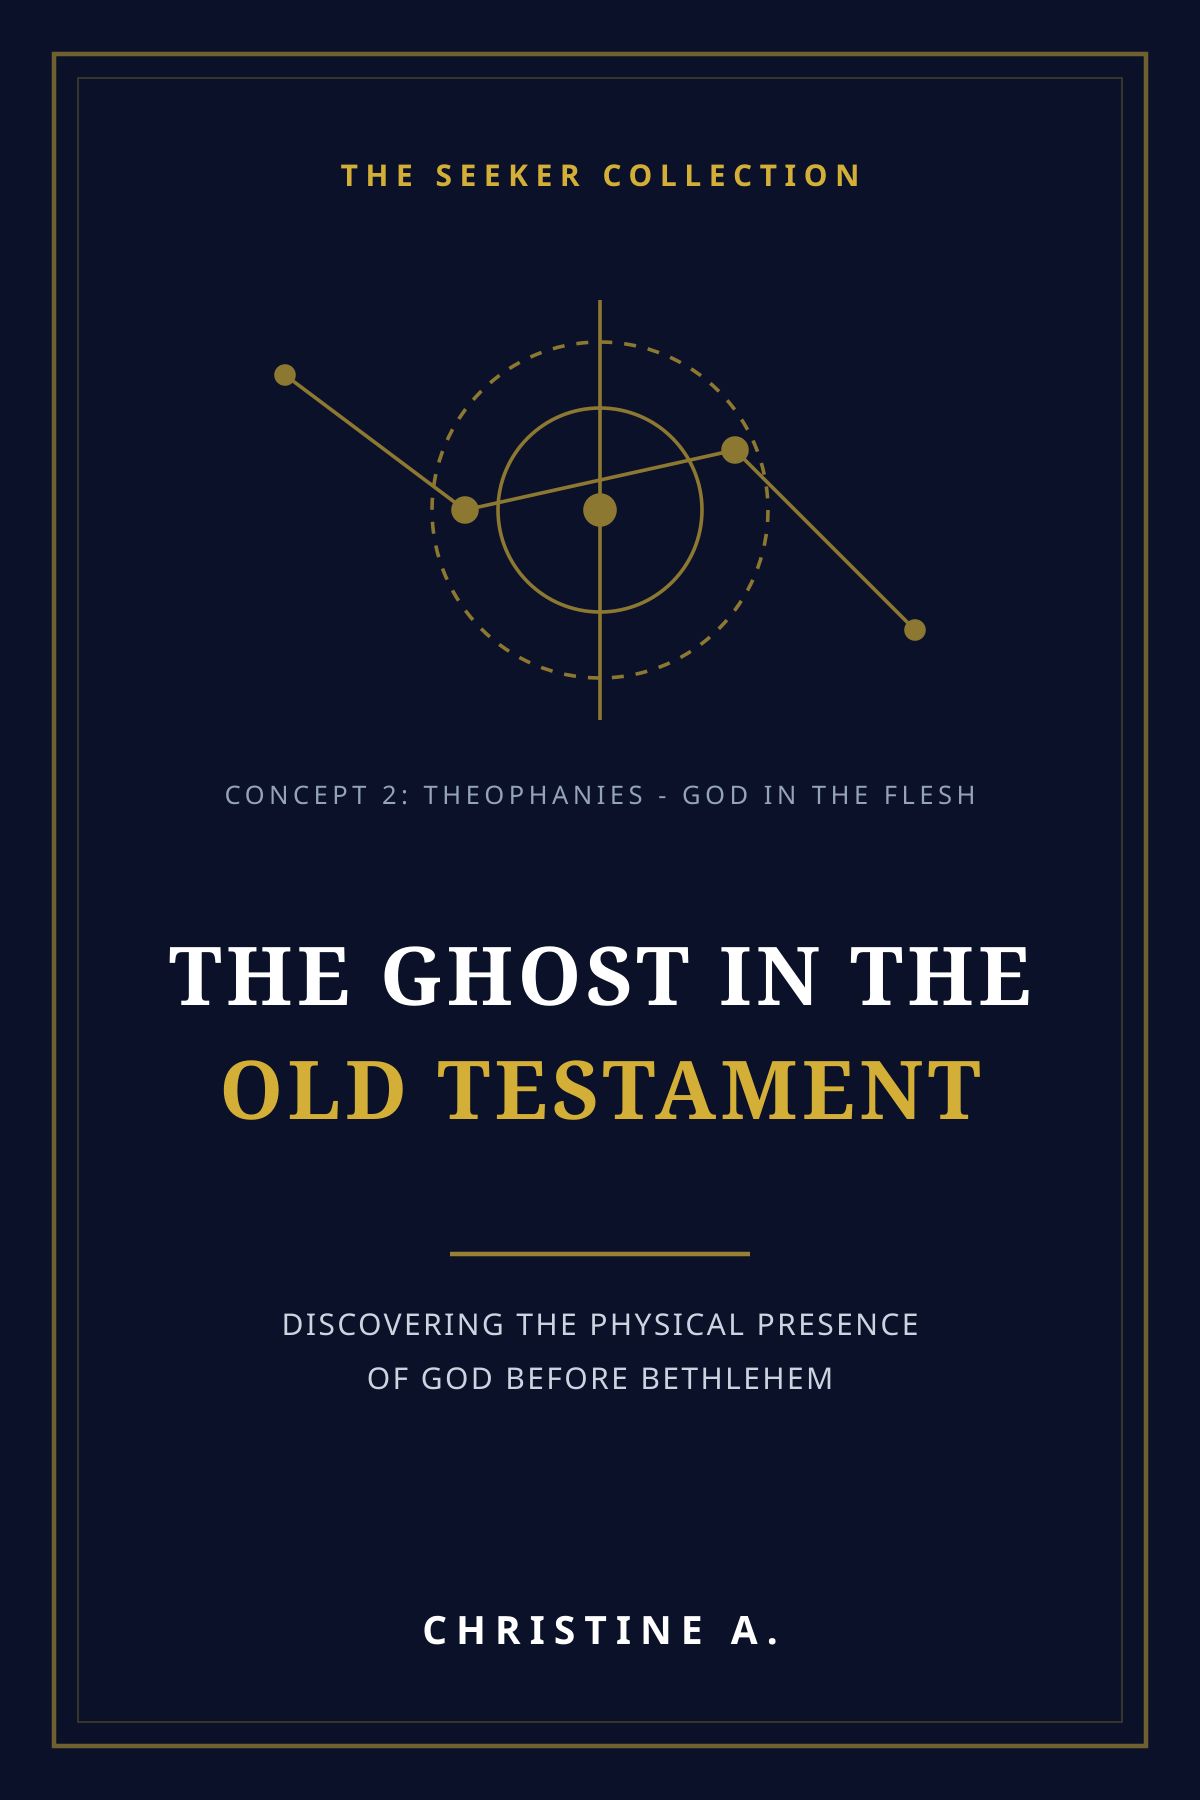 THE SEEKER COLLECTION
CONCEPT 2: THEOPHANIES - GOD IN THE FLESH
THE GHOST IN THE
OLD TESTAMENT
DISCOVERING THE PHYSICAL PRESENCE
OF GOD BEFORE BETHLEHEM
CHRISTINE A.